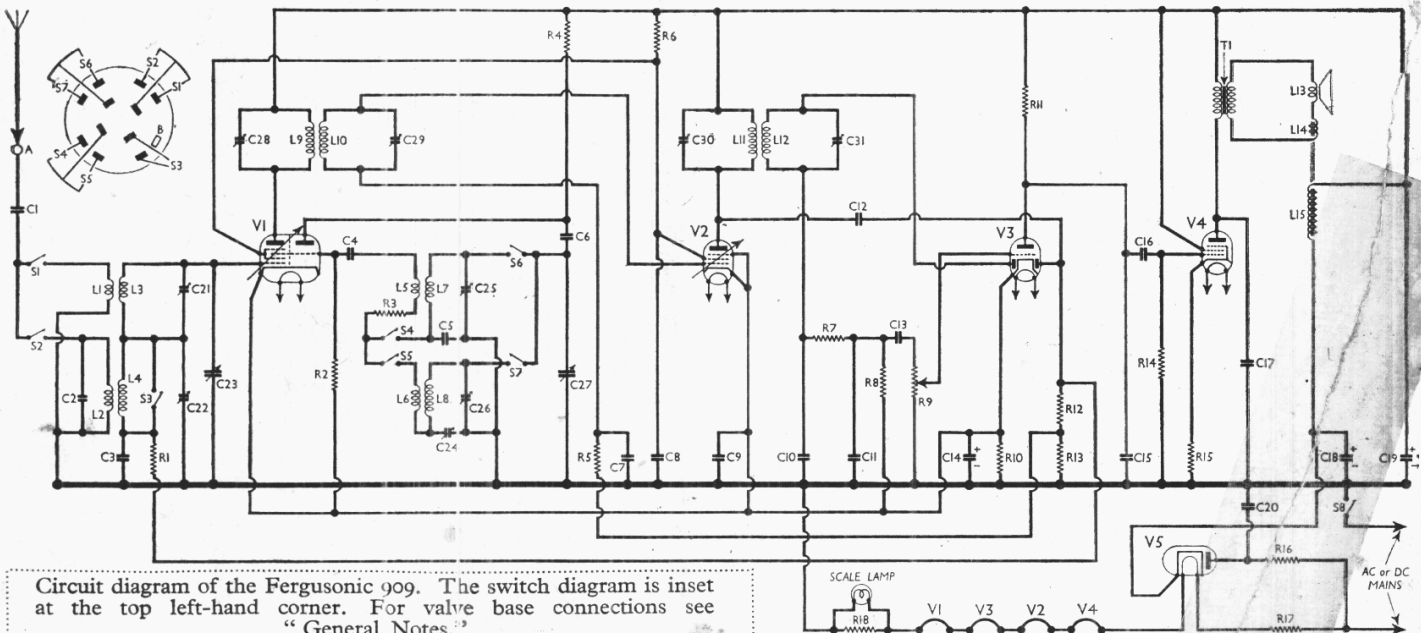 S6
S2
S7
S1
B
S4
S3
S5
A
C1
S1
S2
L1
L3
C21
C23
C2
L2
L4
S3
C22
C3
R1
C28
L9
L10
C29
V1
R4
R6
C4
R2
R3
S4
S5
L5
L7
C5
C25
S6
S7
C6
L6
L8
C26
C24
C27
R5
C7
C8
C9
C30
L11
L12
C31
V2
C12
R7
C13
R8
R9
C10
C11
C14
+
−
R10
R11
V3
R12
R13
C15
C16
R14
R15
V4
T1
L13
L14
L15
C17
C18
+
−
C19
+
−
C20
S8
V5
R16
R17
AC or DC
MAINS
SCALE LAMP
R18
V1
V3
V2
V4
Circuit diagram of the Fergusonic 909. The switch diagram is inset
at the top left-hand corner. For valve base connections see
“ General Notes.”